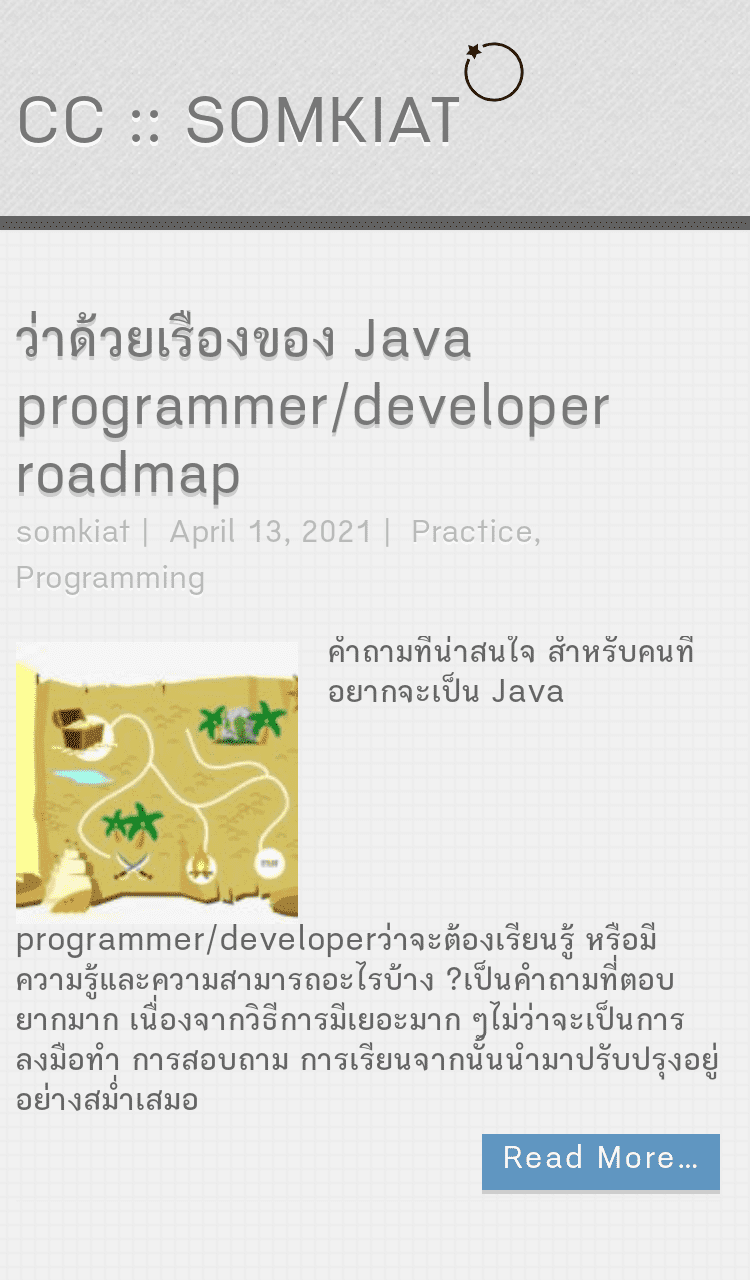 CC :: SOMKIAT
ว่าด้วยเรื่องของ Java
programmer/developer
roadmap
somkiat | April 13, 2021 | Practice,
Programming
คำถามที่น่าสนใจ สำหรับคนที่
อยากจะเป็น Java
programmer/developerว่าจะต้องเรียนรู้ หรือมี
ความรู้และความสามารถอะไรบ้าง ?เป็นคำถามที่ตอบ
ยากมาก เนื่องจากวิธีการมีเยอะมาก ๆไม่ว่าจะเป็นการ
ลงมือทำ การสอบถาม การเรียนจากนั้นนำมาปรับปรุงอยู่
อย่างสม่ำเสมอ
Read More…